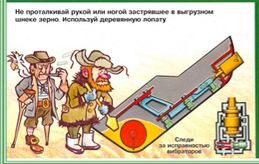 Не проталкивай рукой или ногой застрявшее в выгрузном
шнеке зерно. Используй деревянную лопату
Следи
за исправностью
вибраторов